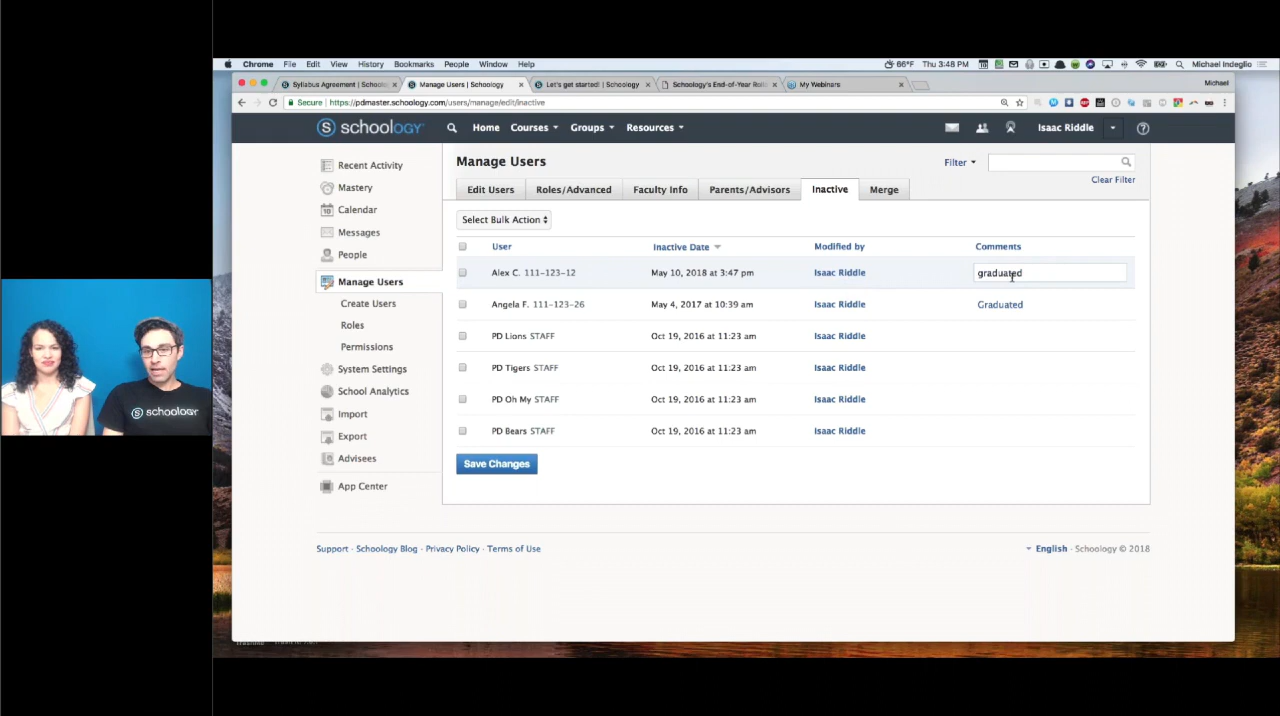 Chrome File Edit View History Bookmarks People Window Help
66°F Thu 3:48 PM Michael Indeglio
Syllabus Agreement | Schoolo
Manage Users | Schoology
Let's get started! | Schoology
Schoology's End-of-Year Roll
My Webinars
Michael
Secure https://pdmaster.schoology.com/users/manage/edit/inactive
S schoology
Home Courses Groups Resources
Isaac Riddle
Recent Activity
Mastery
Calendar
Messages
People
Manage Users
Create Users
Roles
Permissions
System Settings
School Analytics
Import
Export
Advisees
App Center
Manage Users
Filter
Clear Filter
Edit Users Roles/Advanced Faculty Info Parents/Advisors Inactive Merge
Select Bulk Action
User Inactive Date Modified by Comments
Alex C. 111-123-12 May 10, 2018 at 3:47 pm Isaac Riddle graduated
Angela F. 111-123-26 May 4, 2017 at 10:39 am Isaac Riddle Graduated
PD Lions STAFF Oct 19, 2016 at 11:23 am Isaac Riddle
PD Tigers STAFF Oct 19, 2016 at 11:23 am Isaac Riddle
PD Oh My STAFF Oct 19, 2016 at 11:23 am Isaac Riddle
PD Bears STAFF Oct 19, 2016 at 11:23 am Isaac Riddle
Save Changes
Support · Schoology Blog · Privacy Policy · Terms of Use
English · Schoology © 2018
S schoology